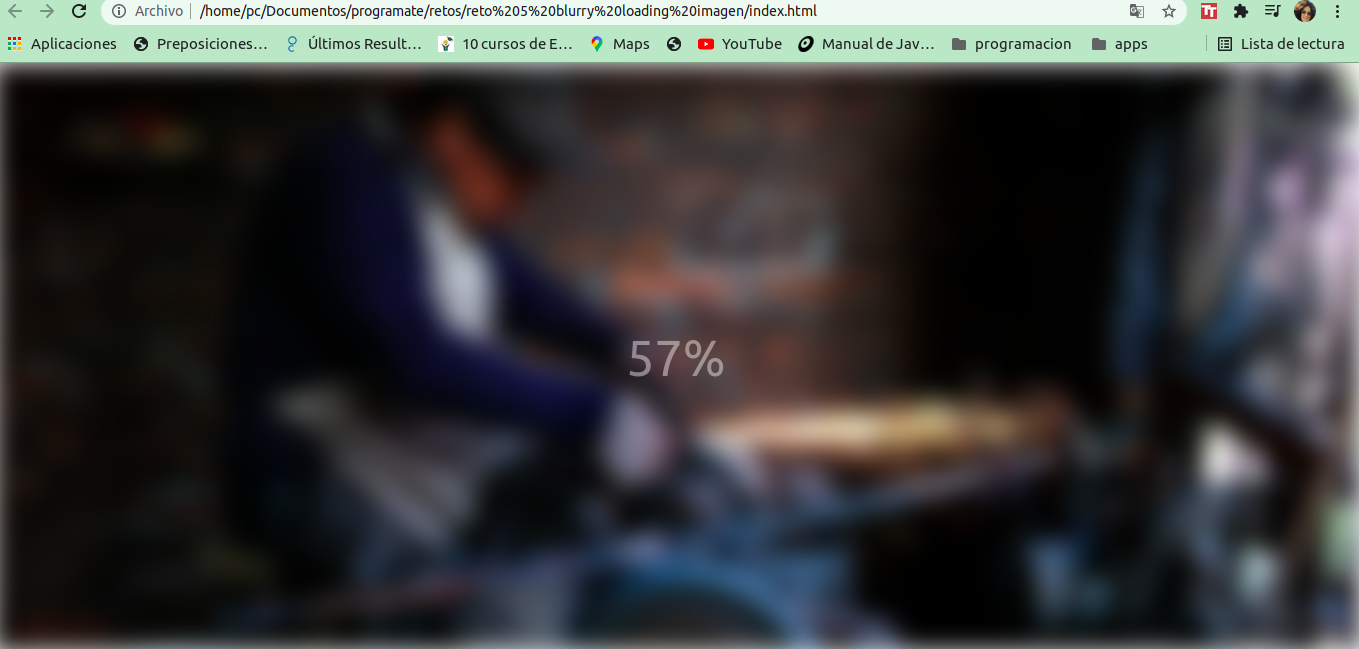 Archivo /home/pc/Documentos/programate/retos/reto%205%20blurry%20loading%20imagen/index.html
Aplicaciones Preposiciones... Últimos Result... 10 cursos de E... Maps YouTube Manual de Jav... programacion apps Lista de lectura
57%